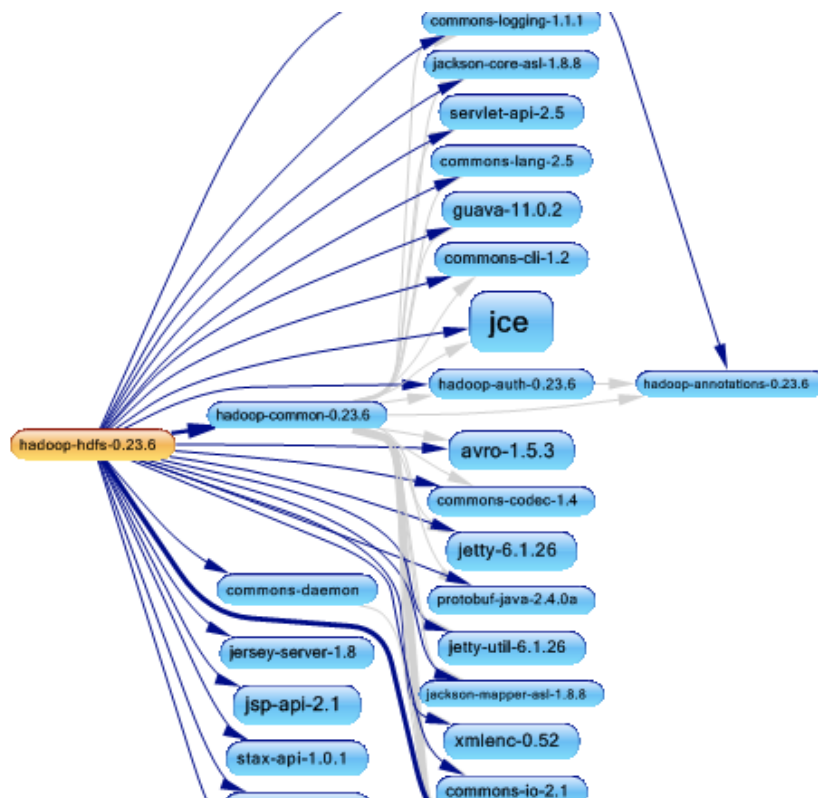 commons-logging-1.1.1
jackson-core-asl-1.8.8
servlet-api-2.5
commons-lang-2.5
guava-11.0.2
commons-cli-1.2
jce
hadoop-auth-0.23.6
hadoop-annotations-0.23.6
hadoop-common-0.23.6
hadoop-hdfs-0.23.6
avro-1.5.3
commons-codec-1.4
jetty-6.1.26
commons-daemon
protobuf-java-2.4.0a
jersey-server-1.8
jetty-util-6.1.26
jackson-mapper-asl-1.8.8
jsp-api-2.1
xmlenc-0.52
stax-api-1.0.1
commons-io-2.1